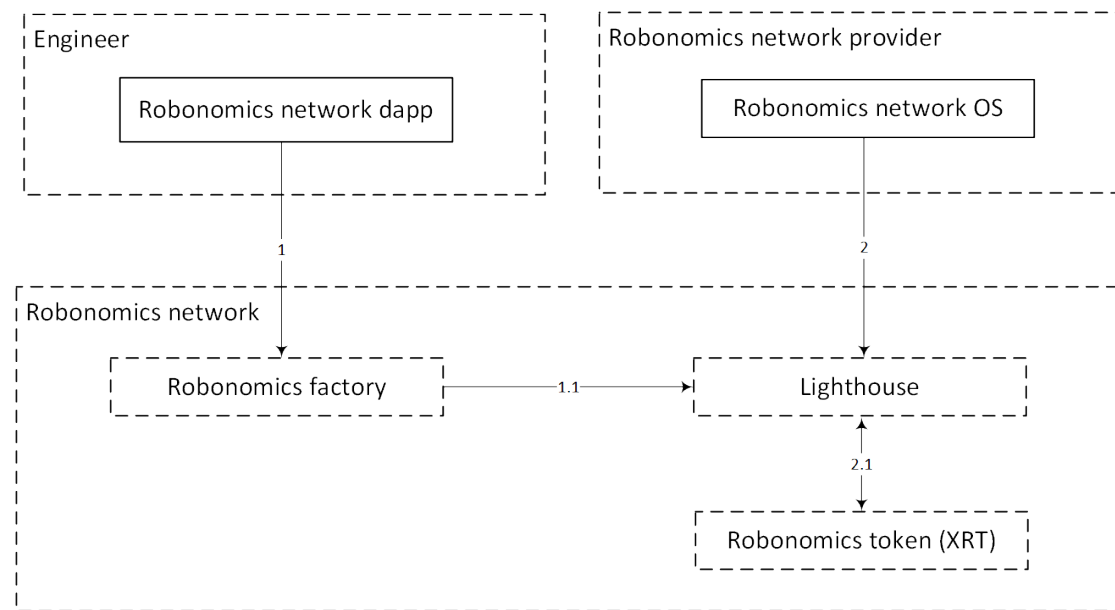 Engineer
Robonomics network dapp
Robonomics network provider
Robonomics network OS
1
2
Robonomics network
Robonomics factory
1.1
Lighthouse
2.1
Robonomics token (XRT)